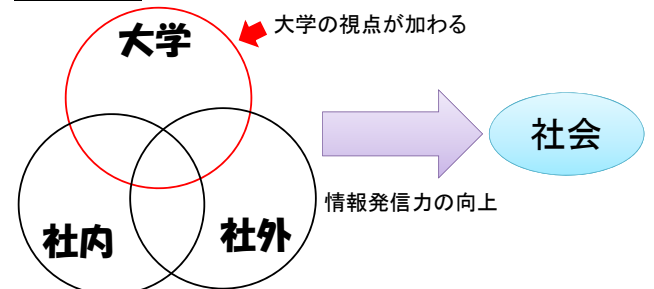 大学
大学の視点が加わる
社会
情報発信力の向上
社内
社外